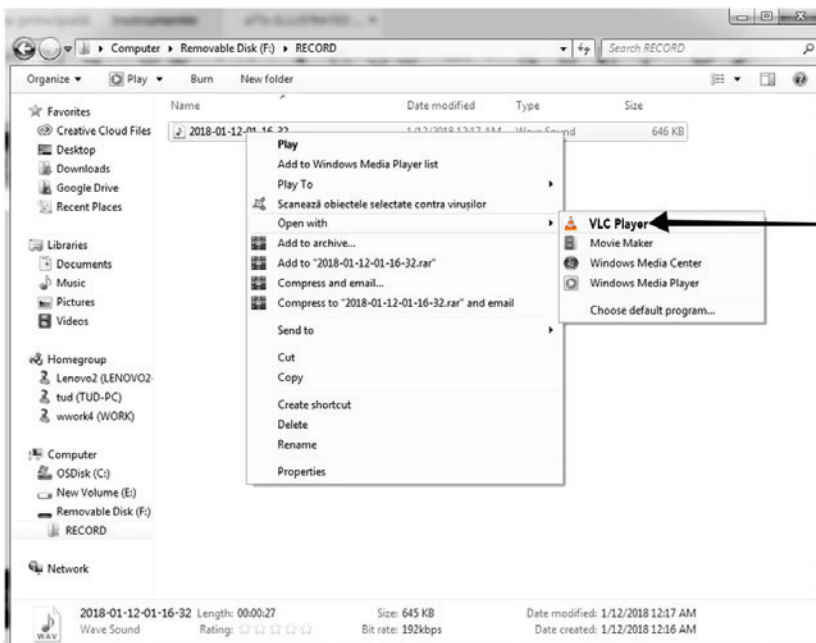 Computer ▸ Removable Disk (F:) ▸ RECORD
Search RECORD
Organize ▾ Play ▾ Burn New folder
Name Date modified Type Size
2018-01-12-01-16-32 1/12/2018 12:17 AM Wave Sound 646 KB
Favorites
Creative Cloud Files
Desktop
Downloads
Google Drive
Recent Places
Libraries
Documents
Music
Pictures
Videos
Homegroup
Lenovo2 (LENOVO2-
tud (TUD-PC)
wwork4 (WORK)
Computer
OSDisk (C:)
New Volume (E:)
Removable Disk (F:)
RECORD
Network
Play
Add to Windows Media Player list
Play To
Scanează obiectele selectate contra virușilor
Open with
Add to archive...
Add to "2018-01-12-01-16-32.rar"
Compress and email...
Compress to "2018-01-12-01-16-32.rar" and email
Send to
Cut
Copy
Create shortcut
Delete
Rename
Properties
VLC Player
Movie Maker
Windows Media Center
Windows Media Player
Choose default program...
2018-01-12-01-16-32 Length: 00:00:27 Size: 645 KB Date modified: 1/12/2018 12:17 AM
Wave Sound Rating: Bit rate: 192kbps Date created: 1/12/2018 12:16 AM
WAV